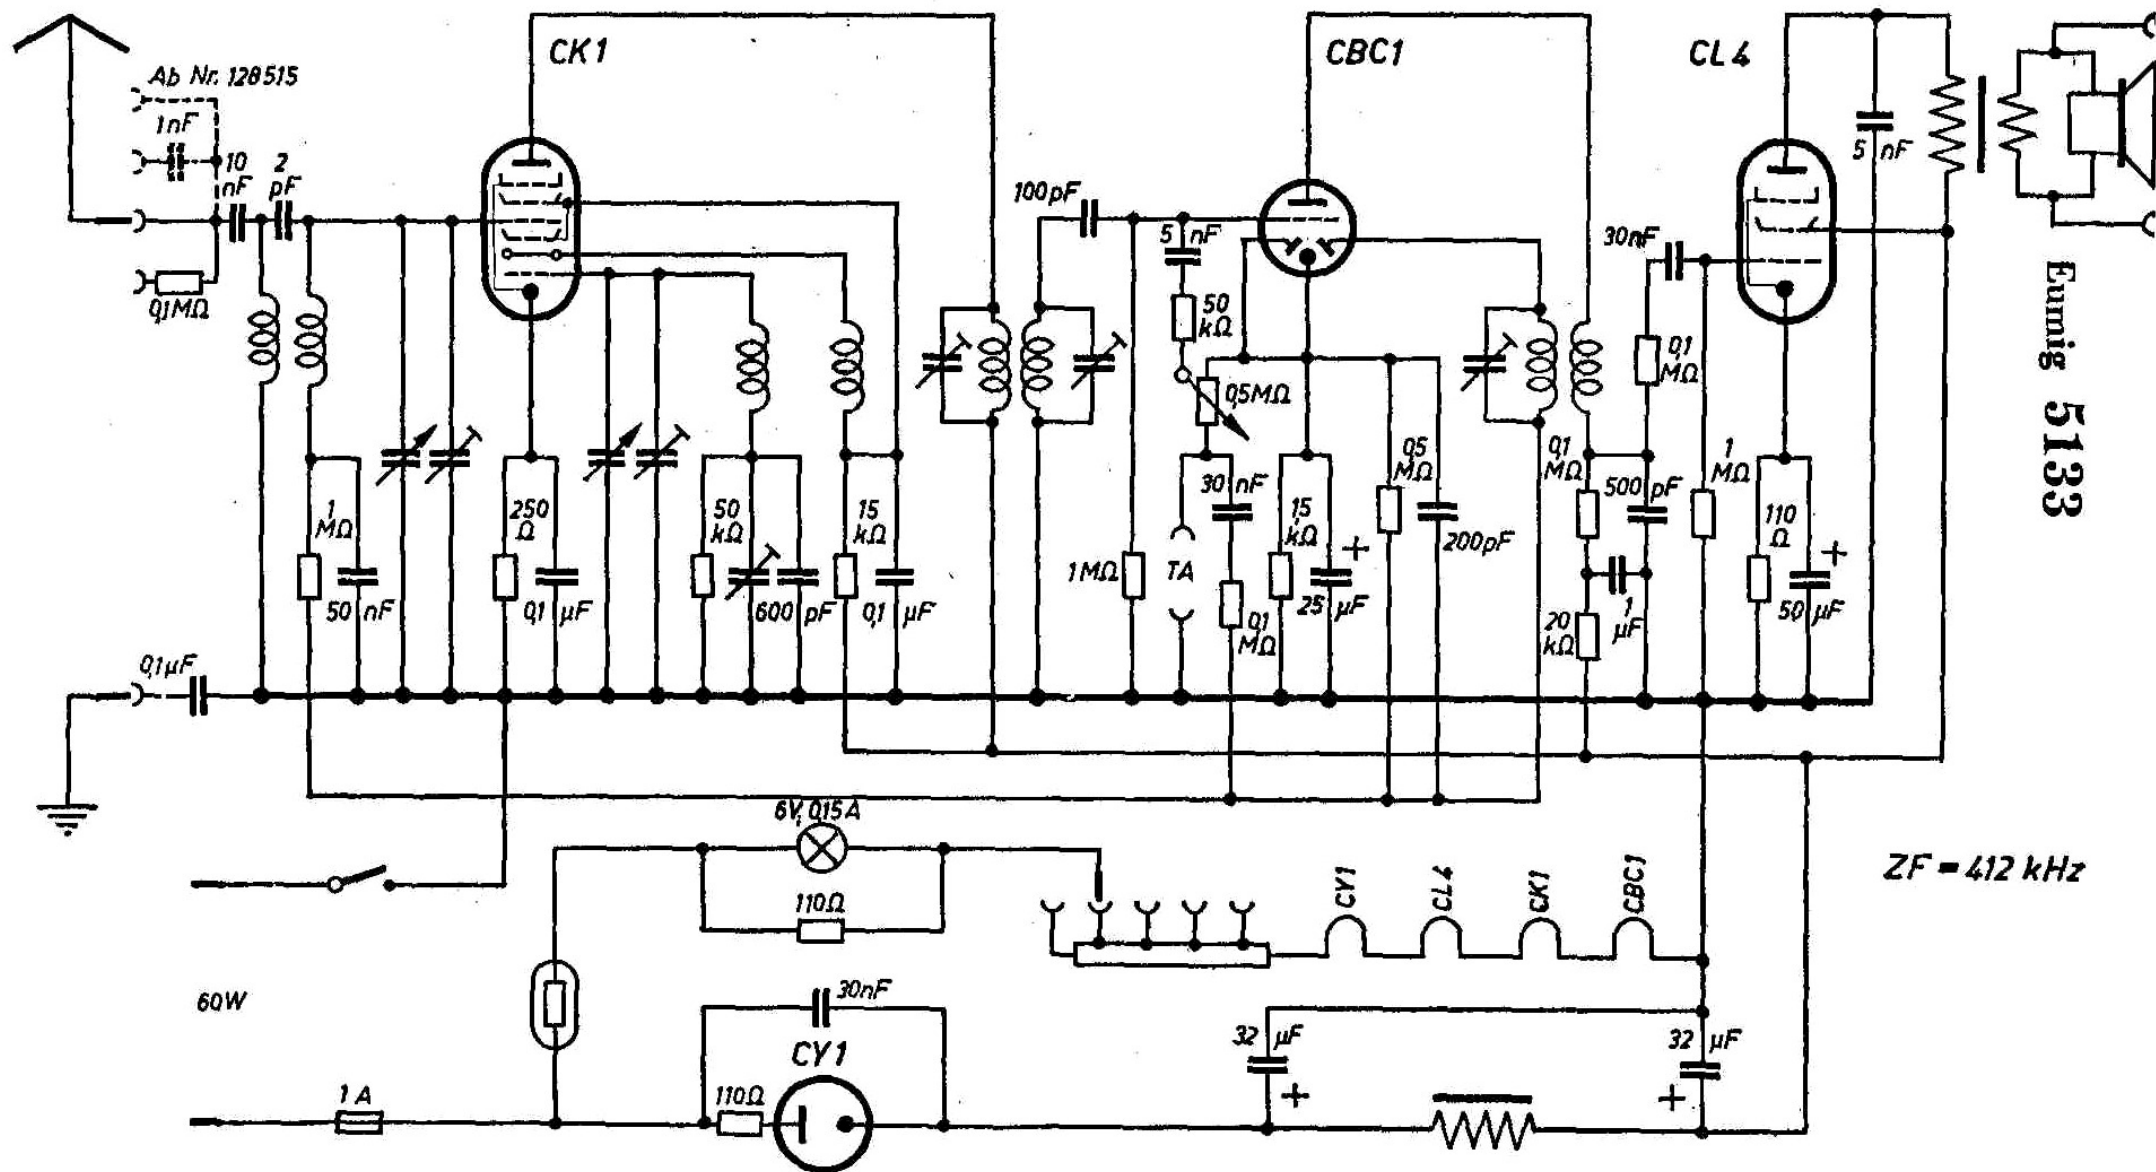 CK1
CBC1
CL4
Ab Nr. 128515
1nF
10 nF
2 pF
0,1MΩ
100pF
5 nF
30nF
5 nF
50 kΩ
0,5MΩ
0,1 MΩ
Eumig 5133
1 MΩ
50 nF
250 Ω
0,1 µF
50 kΩ
600 pF
15 kΩ
0,1 µF
1MΩ
TA
30 nF
0,1 MΩ
1,5 kΩ
25 µF
0,5 MΩ
200pF
0,1 MΩ
500 pF
1 µF
20 kΩ
1 MΩ
110 Ω
50 µF
0,1µF
6V, 0,15A
110Ω
CY1
CL4
CK1
CBC1
ZF = 412 kHz
60W
30nF
CY1
110Ω
1A
32 µF
32 µF